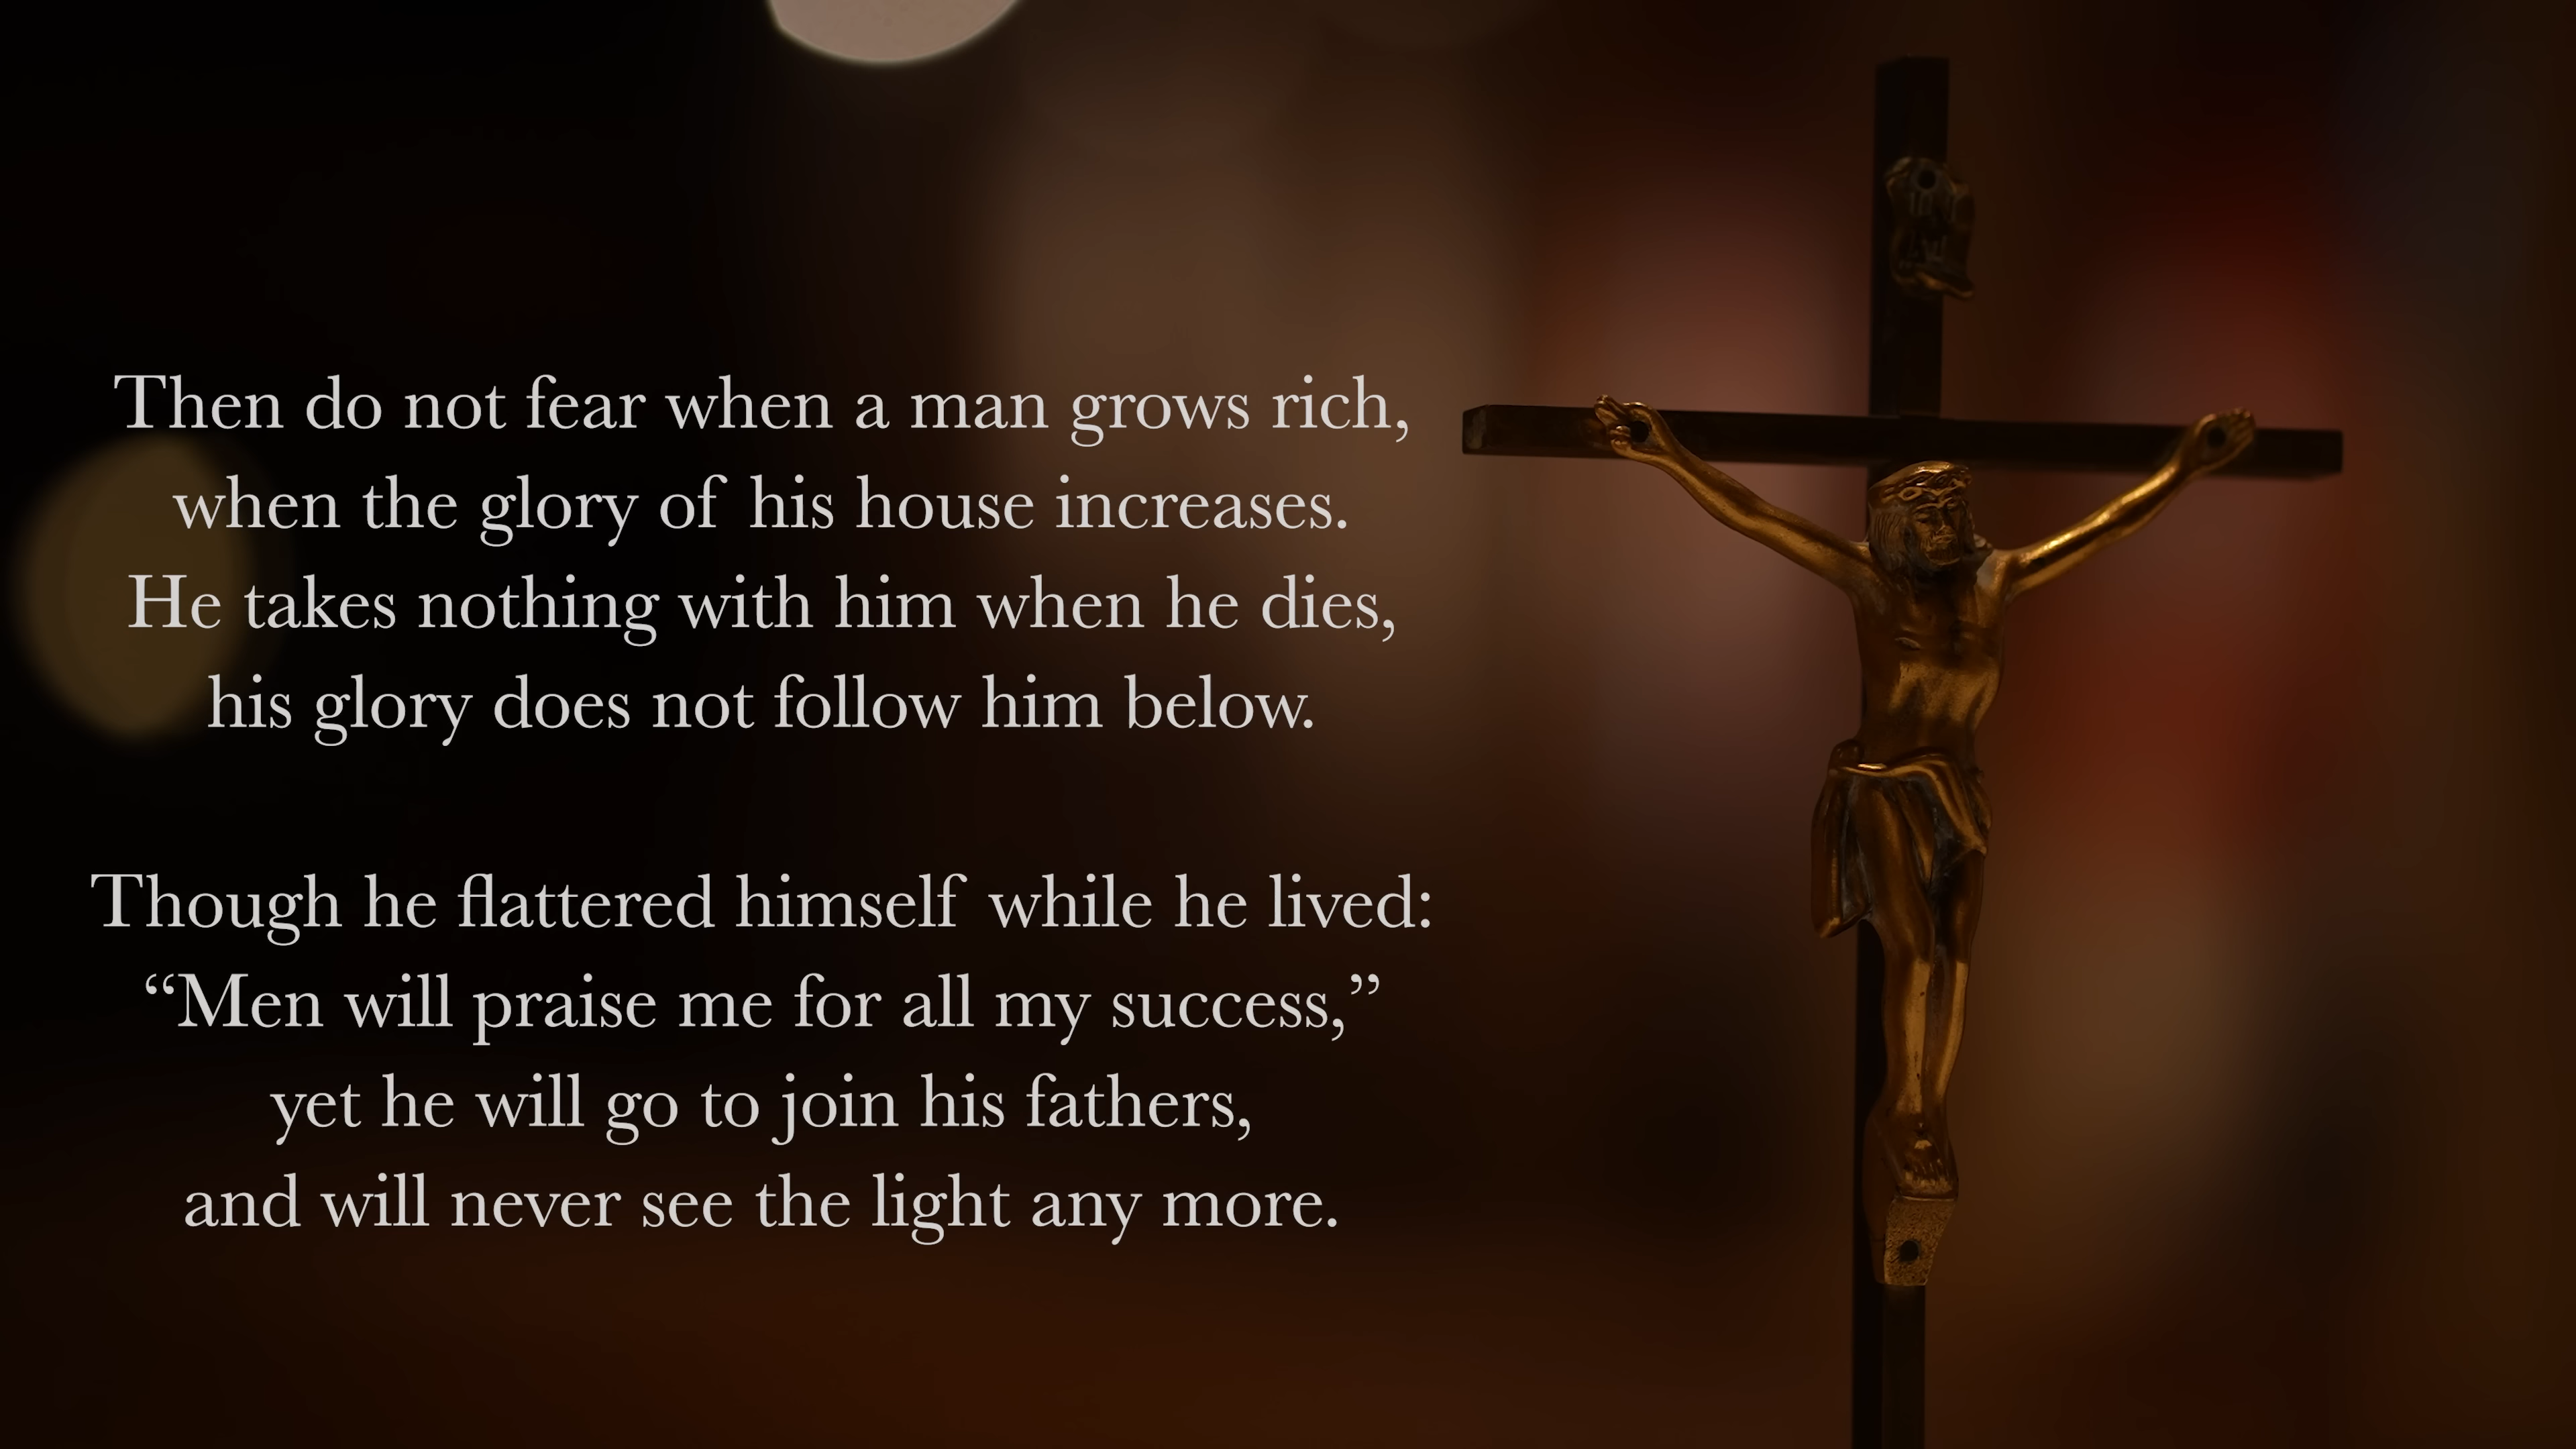 Then do not fear when a man grows rich,
when the glory of his house increases.
He takes nothing with him when he dies,
his glory does not follow him below.
Though he flattered himself while he lived:
“Men will praise me for all my success,”
yet he will go to join his fathers,
and will never see the light any more.